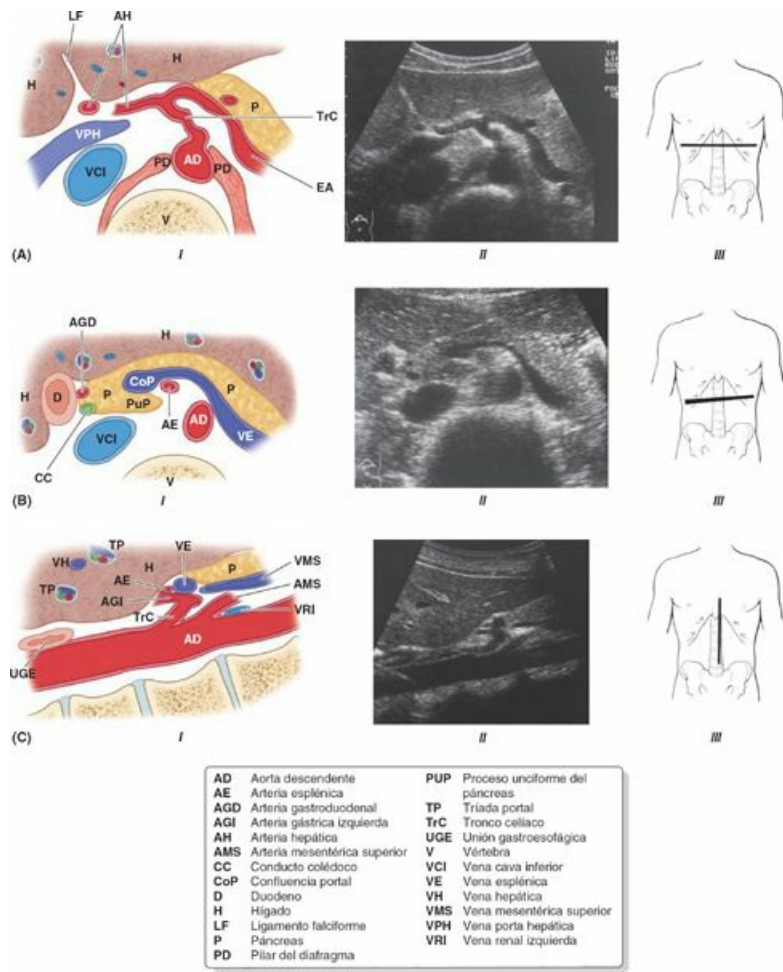 LF AH
H H
P
TrC
VPH
VCI PD AD PD
EA
V
(A) I II III
AGD
H
CoP
D P P
H PuP
AE AD
VCI VE
CC
V
(B) I II III
TP VE
VH H VMS
AE P
TP AMS
AGI
TrC VRI
AD
UGE
(C) I II III
AD Aorta descendente
AE Arteria esplénica
AGD Arteria gastroduodenal
AGI Arteria gástrica izquierda
AH Arteria hepática
AMS Arteria mesentérica superior
CC Conducto colédoco
CoP Confluencia portal
D Duodeno
H Hígado
LF Ligamento falciforme
P Páncreas
PD Pilar del diafragma
PUP Proceso unciforme del
páncreas
TP Tríada portal
TrC Tronco celíaco
UGE Unión gastroesofágica
V Vértebra
VCI Vena cava inferior
VE Vena esplénica
VH Vena hepática
VMS Vena mesentérica superior
VPH Vena porta hepática
VRI Vena renal izquierda